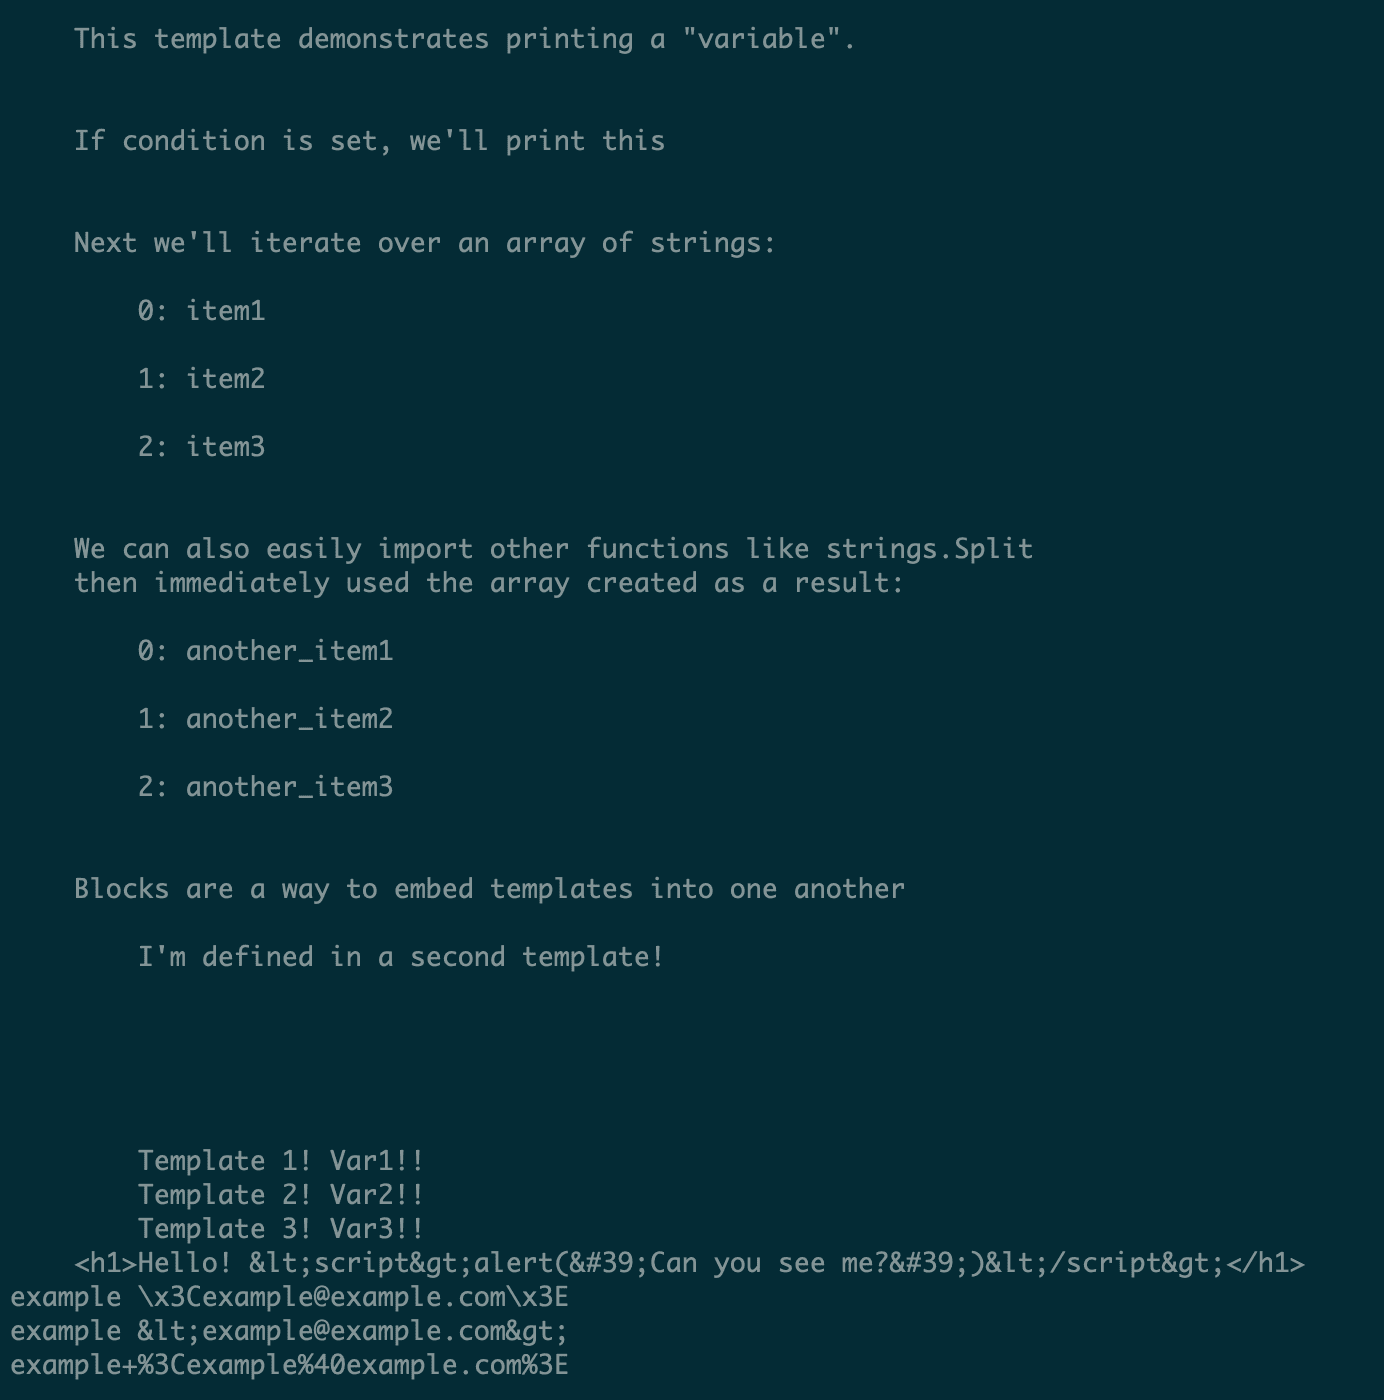 This template demonstrates printing a "variable".
If condition is set, we'll print this
Next we'll iterate over an array of strings:
0: item1
1: item2
2: item3
We can also easily import other functions like strings.Split
then immediately used the array created as a result:
0: another_item1
1: another_item2
2: another_item3
Blocks are a way to embed templates into one another
I'm defined in a second template!
Template 1! Var1!!
Template 2! Var2!!
Template 3! Var3!!
<h1>Hello! &lt;script&gt;alert(&#39;Can you see me?&#39;)&lt;/script&gt;</h1>
example \x3Cexample@example.com\x3E
example &lt;example@example.com&gt;
example+%3Cexample%40example.com%3E